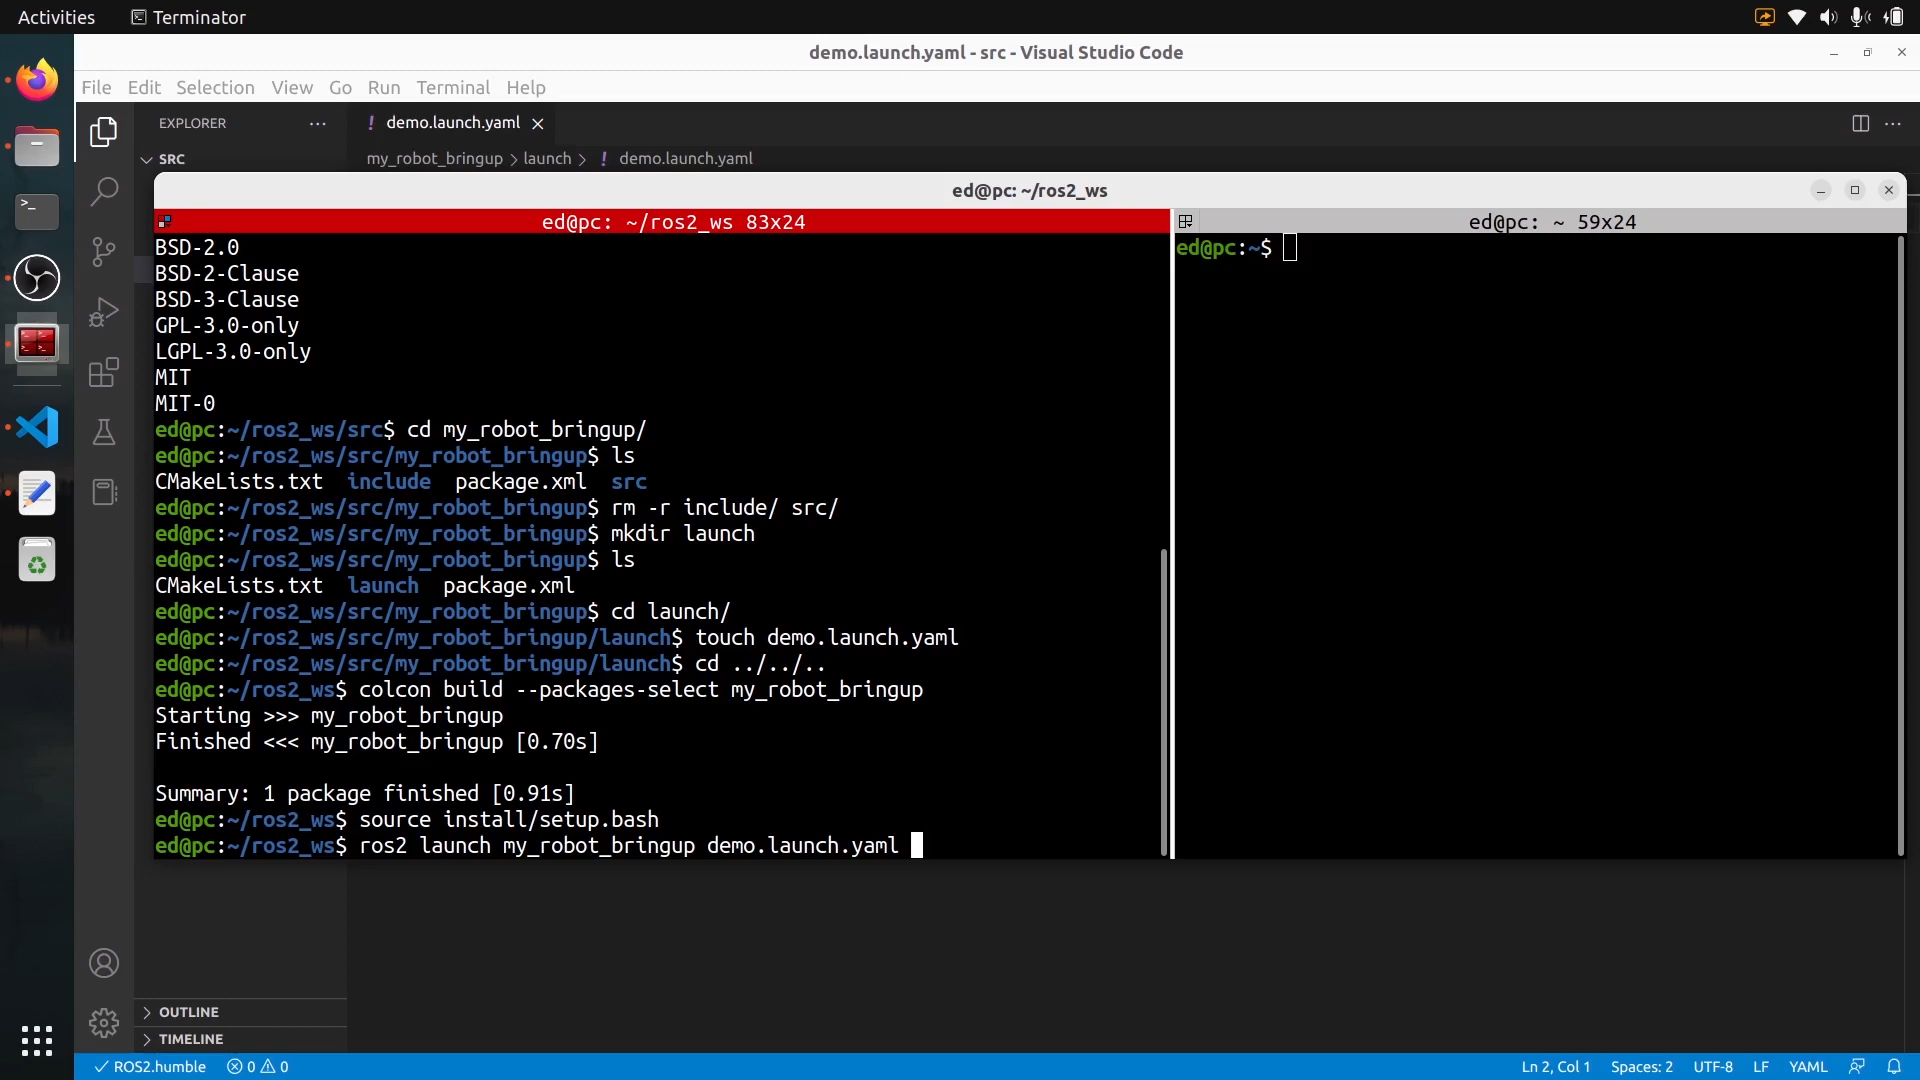 Activities
Terminator
demo.launch.yaml - src - Visual Studio Code
File Edit Selection View Go Run Terminal Help
EXPLORER
! demo.launch.yaml
SRC
my_robot_bringup > launch > ! demo.launch.yaml
ed@pc: ~/ros2_ws
ed@pc: ~/ros2_ws 83x24
BSD-2.0
BSD-2-Clause
BSD-3-Clause
GPL-3.0-only
LGPL-3.0-only
MIT
MIT-0
ed@pc:~/ros2_ws/src$ cd my_robot_bringup/
ed@pc:~/ros2_ws/src/my_robot_bringup$ ls
CMakeLists.txt  include  package.xml  src
ed@pc:~/ros2_ws/src/my_robot_bringup$ rm -r include/ src/
ed@pc:~/ros2_ws/src/my_robot_bringup$ mkdir launch
ed@pc:~/ros2_ws/src/my_robot_bringup$ ls
CMakeLists.txt  launch  package.xml
ed@pc:~/ros2_ws/src/my_robot_bringup$ cd launch/
ed@pc:~/ros2_ws/src/my_robot_bringup/launch$ touch demo.launch.yaml
ed@pc:~/ros2_ws/src/my_robot_bringup/launch$ cd ../../..
ed@pc:~/ros2_ws$ colcon build --packages-select my_robot_bringup
Starting >>> my_robot_bringup
Finished <<< my_robot_bringup [0.70s]
Summary: 1 package finished [0.91s]
ed@pc:~/ros2_ws$ source install/setup.bash
ed@pc:~/ros2_ws$ ros2 launch my_robot_bringup demo.launch.yaml
ed@pc: ~ 59x24
ed@pc:~$
OUTLINE
TIMELINE
ROS2.humble
0
0
Ln 2, Col 1
Spaces: 2
UTF-8
LF
YAML